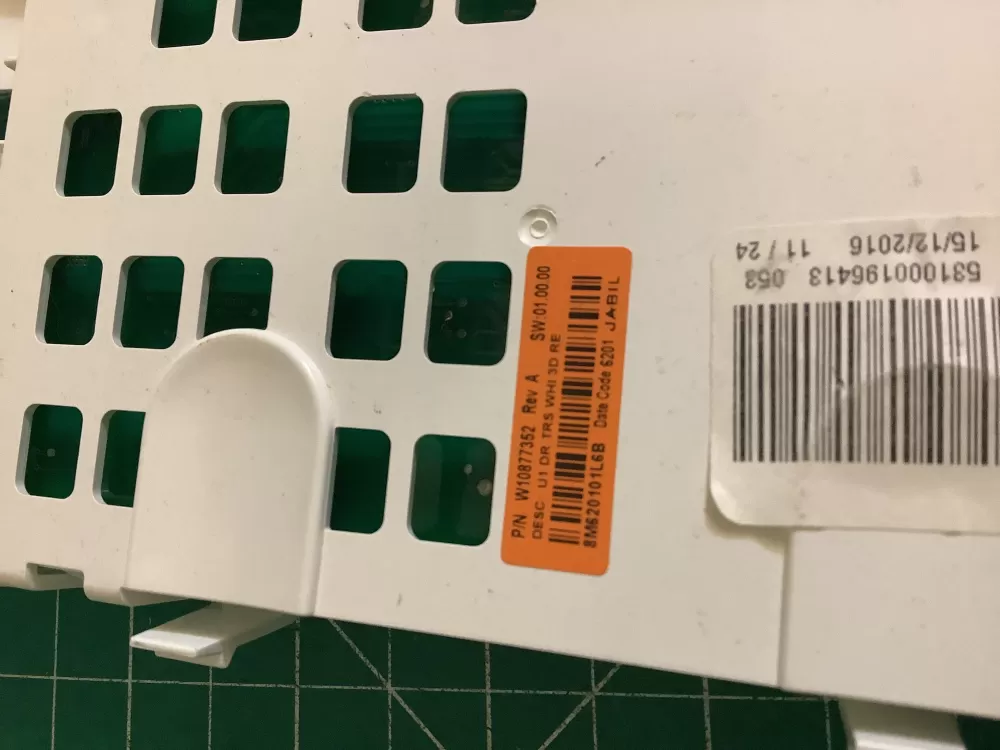 P/N W10877352 Rev A SW:01.00.00
DESC U1 DR TRS WHI 3D RE
8M620101L6B Date Code 6201 JABIL
5310000196413 053
15/12/2016 11 / 24